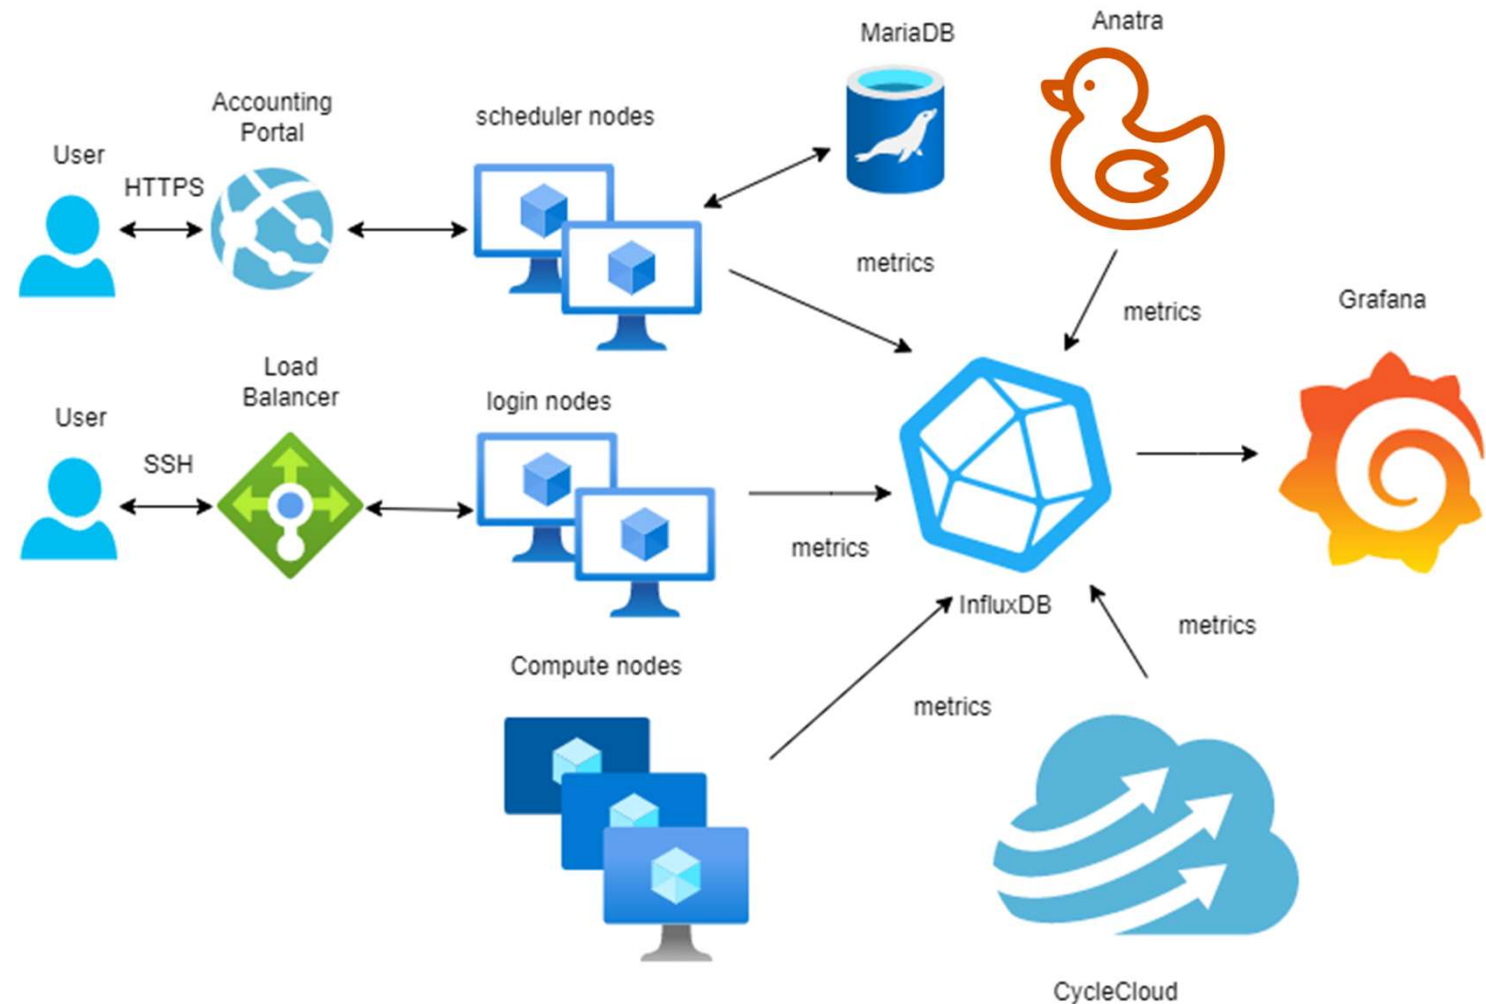 MariaDB
Anatra
Accounting
Portal
scheduler nodes
User
HTTPS
metrics
metrics
Grafana
Load
Balancer
login nodes
User
SSH
metrics
InfluxDB
metrics
Compute nodes
metrics
CycleCloud